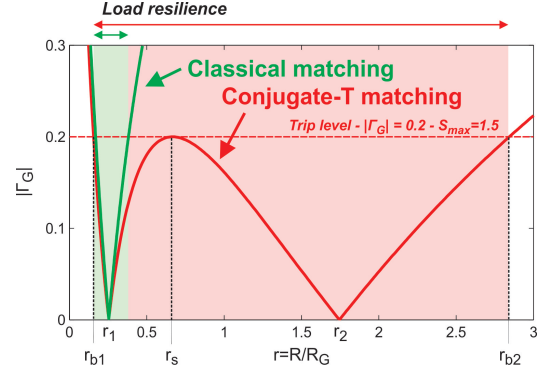 Load resilience
Classical matching
Conjugate-T matching
Trip level - |Γ_G| = 0.2 - S_max=1.5
|Γ_G|
0.3
0.2
0.1
0
0 r_1 0.5 1 1.5 r_2 2 2.5 3
r_b1 r_s r=R/R_G r_b2